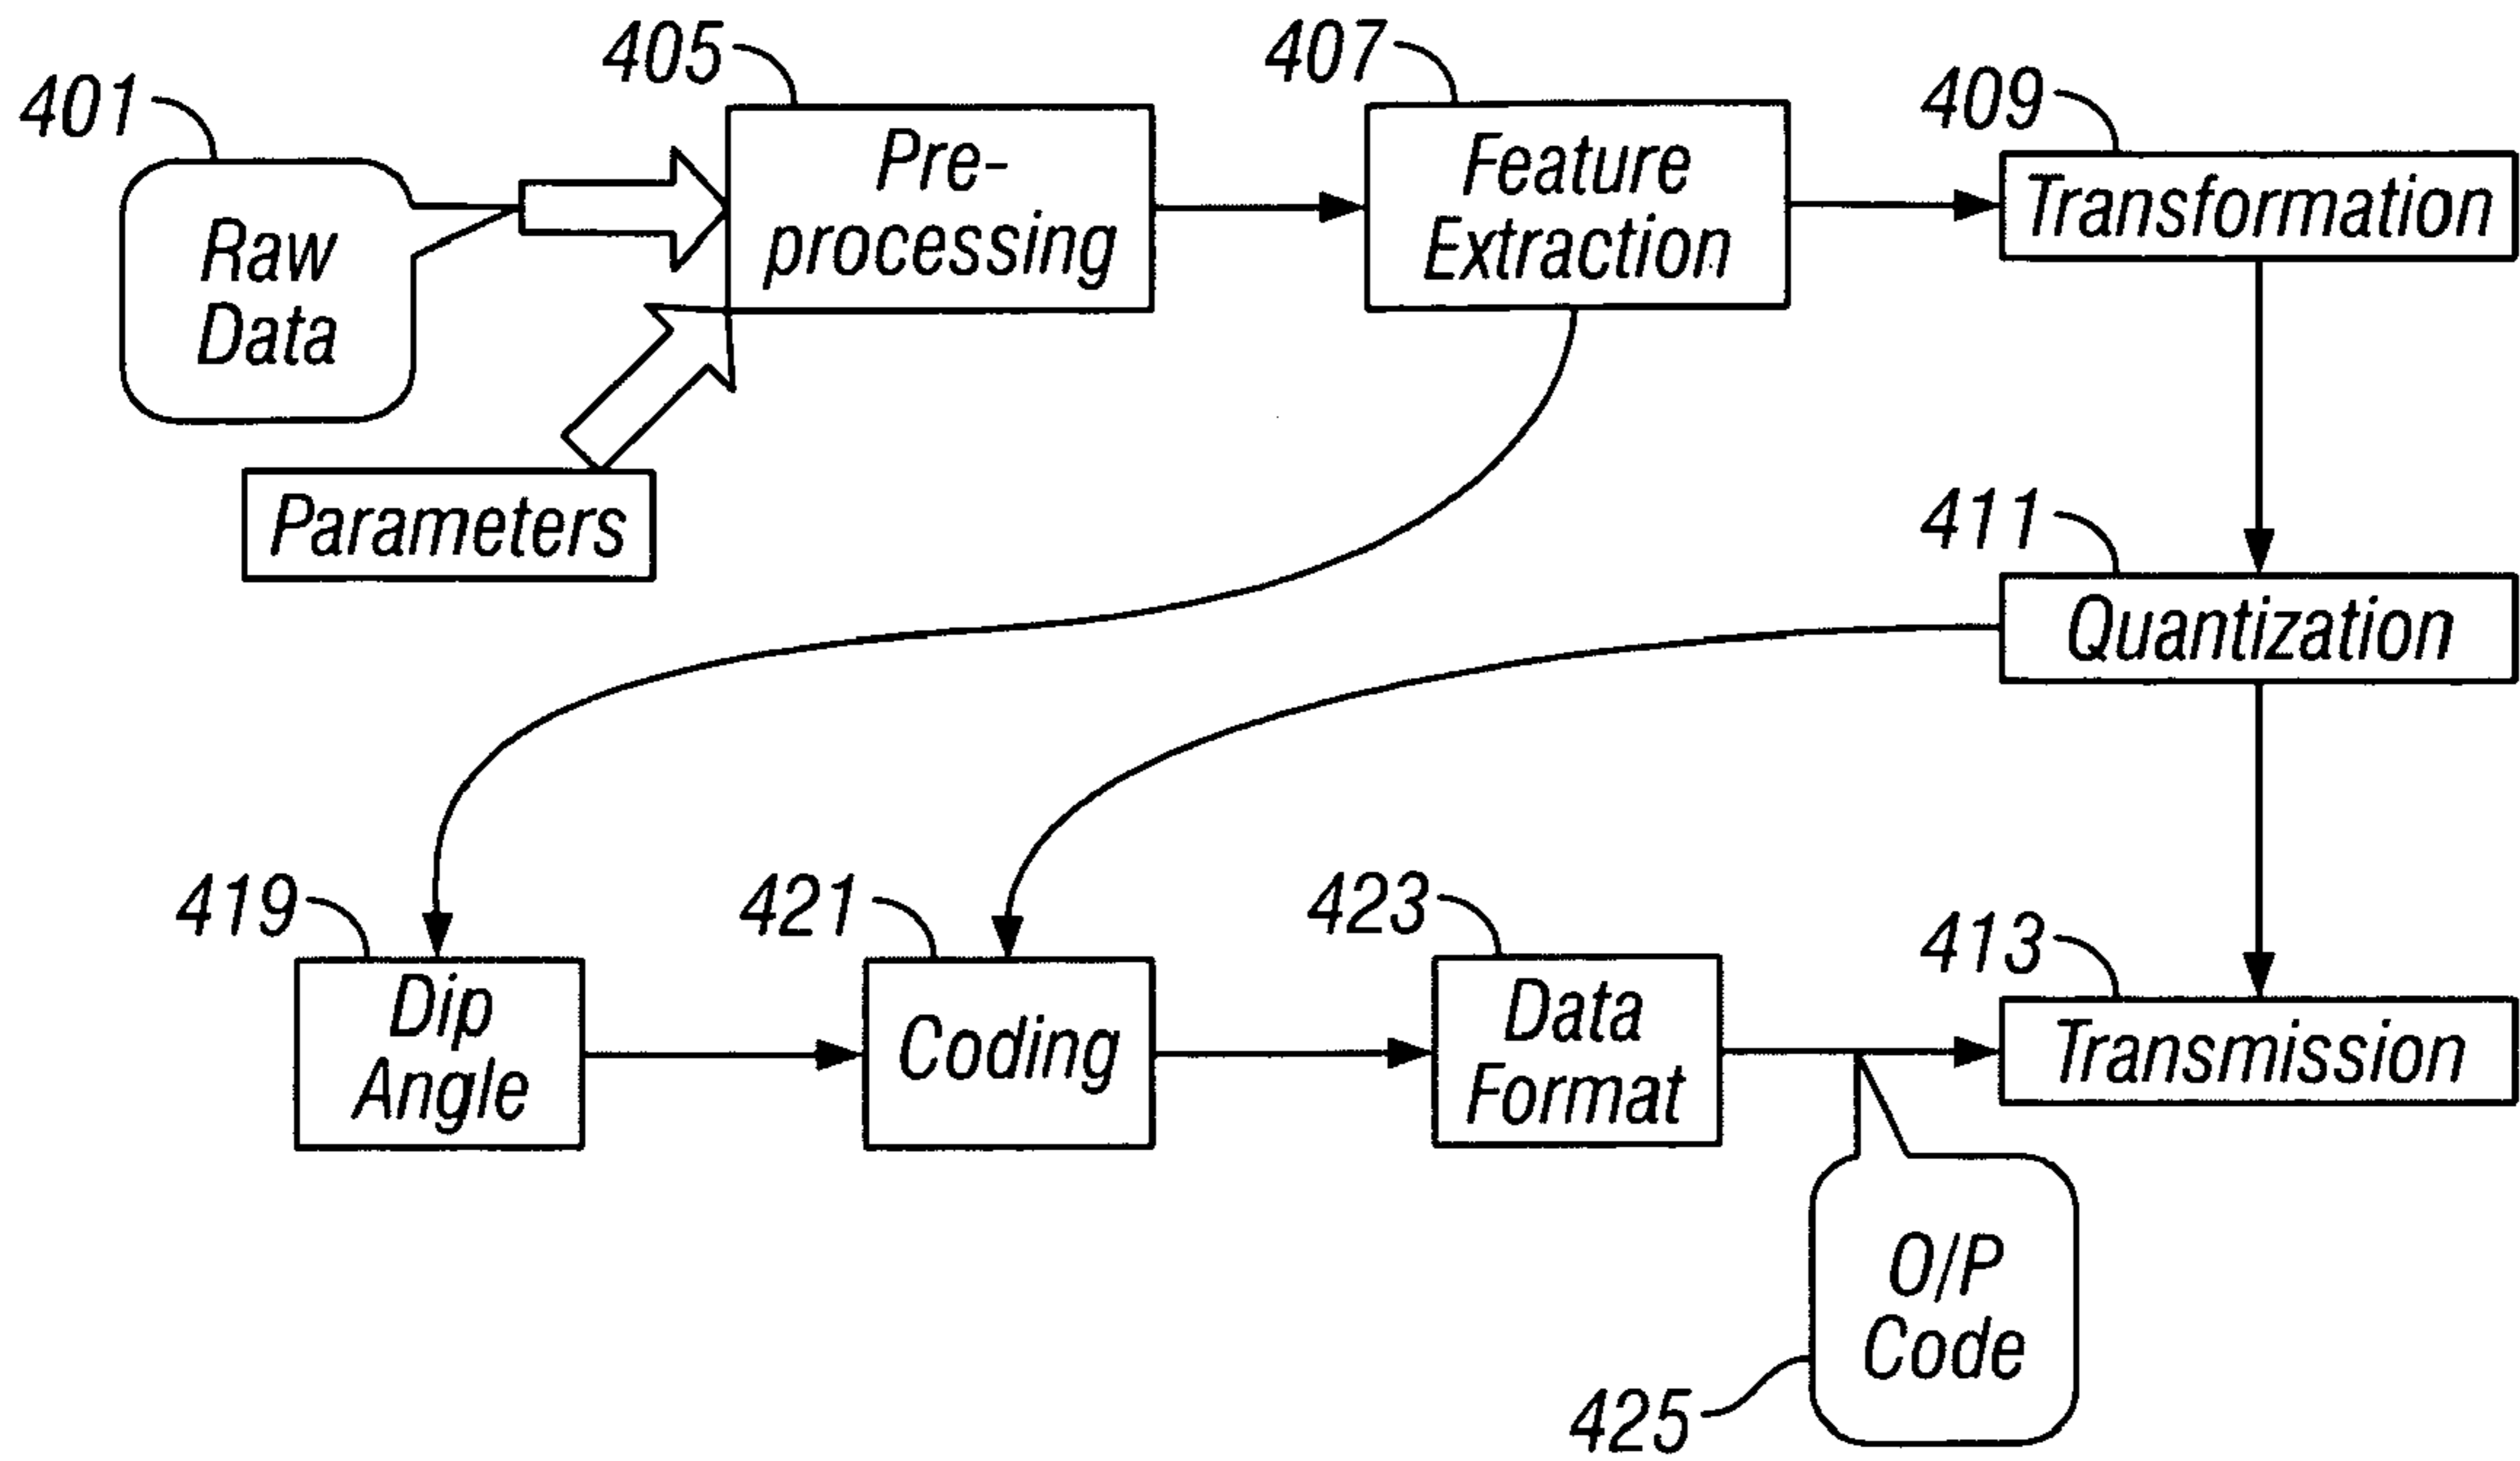 405
407
401
409
Pre-
processing
Feature
Extraction
Transformation
Raw
Data
Parameters
411
Quantization
419
421
423
413
Dip
Angle
Coding
Data
Format
Transmission
O/P
Code
425